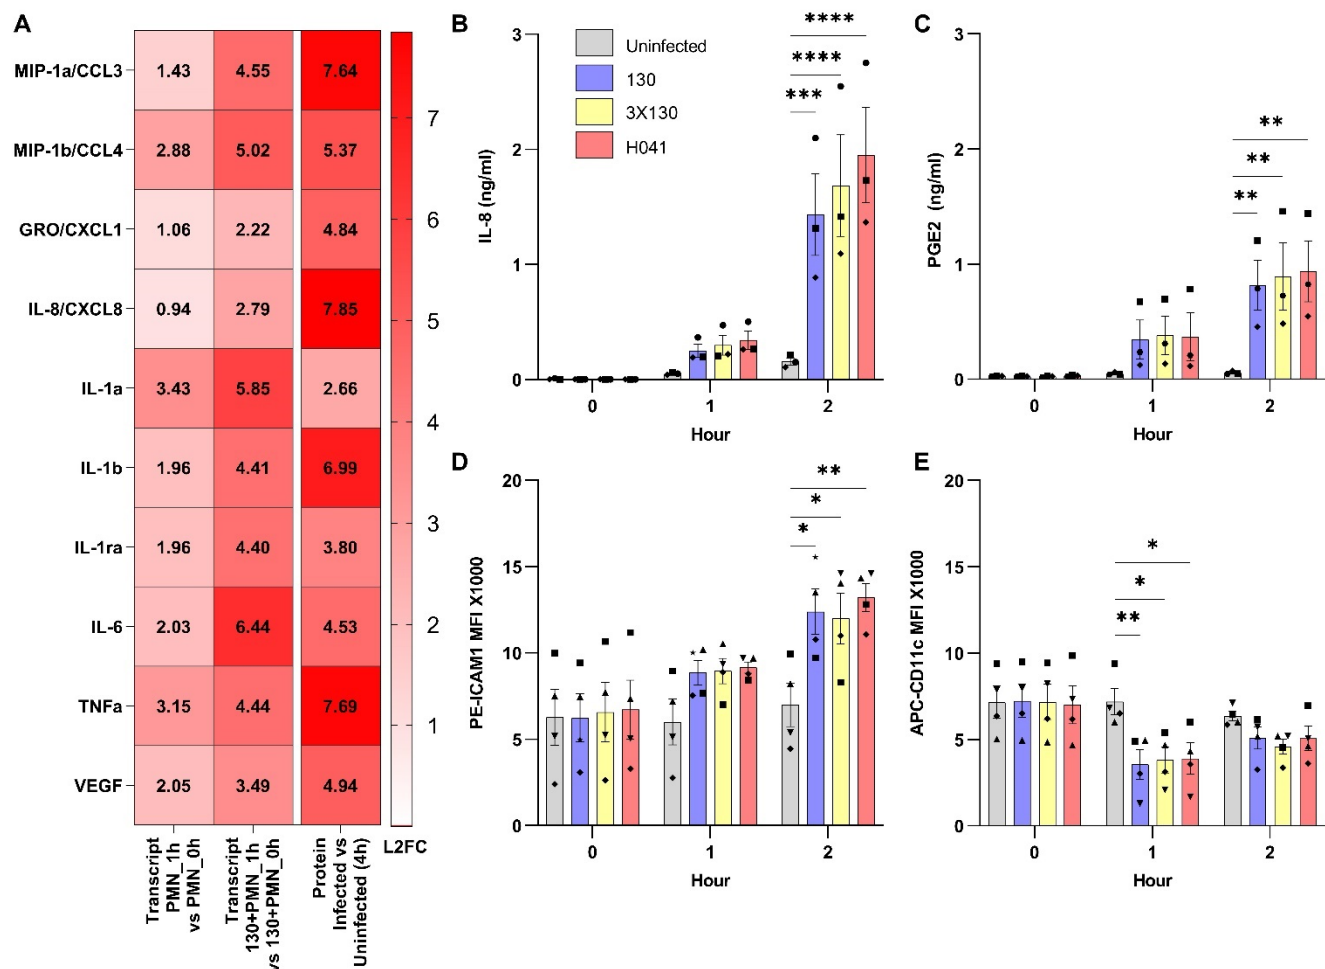 A
MIP-1a/CCL3 1.43 4.55 7.64
MIP-1b/CCL4 2.88 5.02 5.37
GRO/CXCL1 1.06 2.22 4.84
IL-8/CXCL8 0.94 2.79 7.85
IL-1a 3.43 5.85 2.66
IL-1b 1.96 4.41 6.99
IL-1ra 1.96 4.40 3.80
IL-6 2.03 6.44 4.53
TNFa 3.15 4.44 7.69
VEGF 2.05 3.49 4.94
Transcript
PMN_1h
vs PMN_0h
Transcript
130+PMN_1h
vs 130+PMN_0h
Protein
Infected vs
Uninfected (4h)
7
6
5
4
3
2
1
L2FC
B
IL-8 (ng/ml)
3
2
1
0
Uninfected
130
3X130
H041
****
****
***
0 1 2
Hour
C
PGE2 (ng/ml)
3
2
1
0
**
**
**
0 1 2
Hour
D
PE-ICAM1 MFI X1000
20
15
10
5
0
**
*
*
0 1 2
Hour
E
APC-CD11c MFI X1000
20
15
10
5
0
*
*
**
0 1 2
Hour